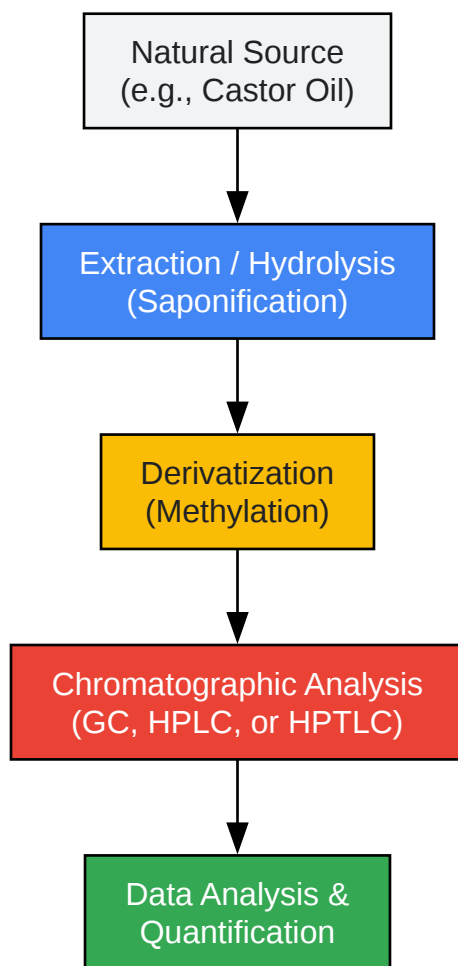 Natural Source
(e.g., Castor Oil)
Extraction / Hydrolysis
(Saponification)
Derivatization
(Methylation)
Chromatographic Analysis
(GC, HPLC, or HPTLC)
Data Analysis &
Quantification